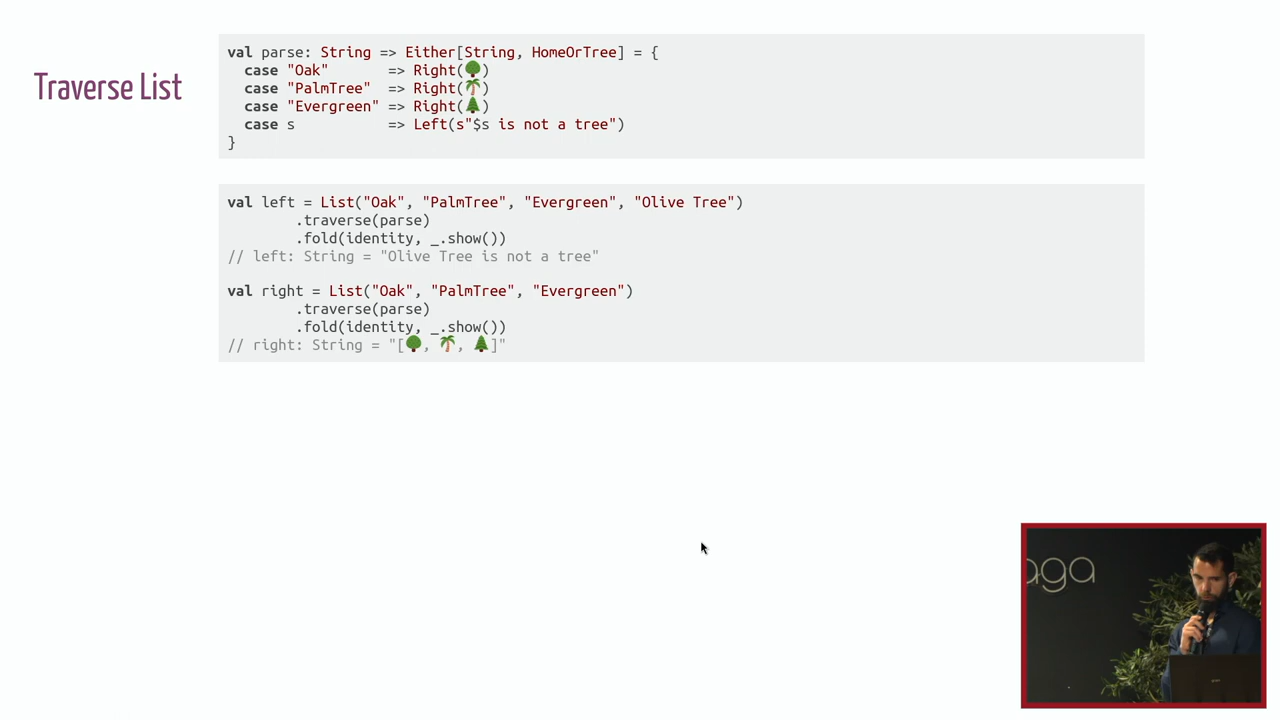 Traverse List
val parse: String => Either[String, HomeOrTree] = {
  case "Oak"       => Right(🌳)
  case "PalmTree"  => Right(🌴)
  case "Evergreen" => Right(🌲)
  case s           => Left(s"$s is not a tree")
}
val left = List("Oak", "PalmTree", "Evergreen", "Olive Tree")
        .traverse(parse)
        .fold(identity, _.show())
// left: String = "Olive Tree is not a tree"
val right = List("Oak", "PalmTree", "Evergreen")
        .traverse(parse)
        .fold(identity, _.show())
// right: String = "[🌳, 🌴, 🌲]"
aga